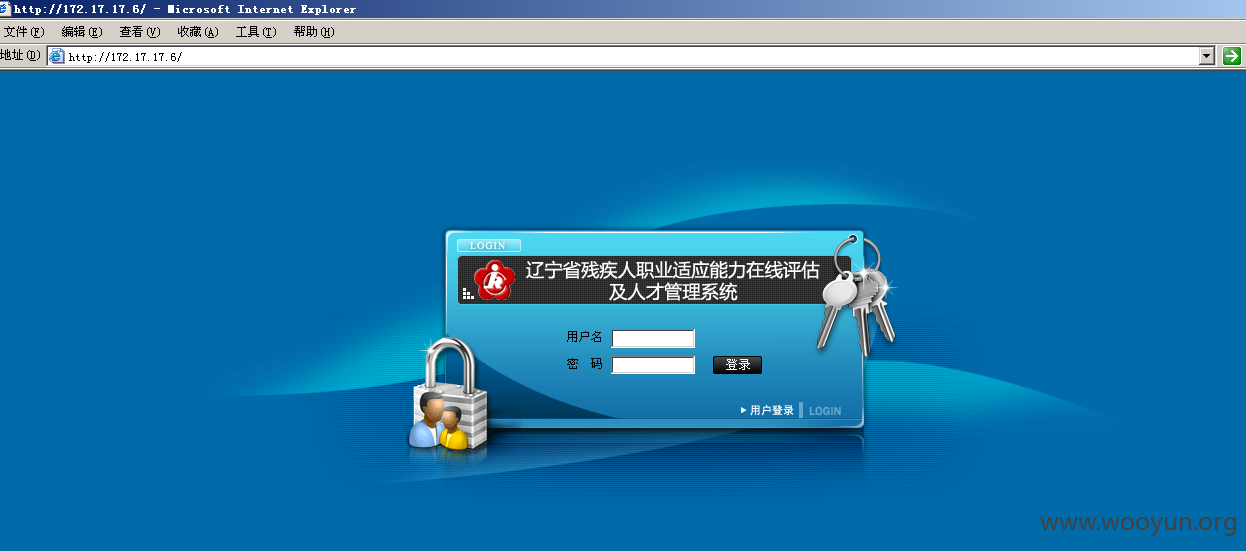 http://172.17.17.6/ - Microsoft Internet Explorer
文件(F) 编辑(E) 查看(V) 收藏(A) 工具(T) 帮助(H)
地址(D) http://172.17.17.6/
LOGIN
辽宁省残疾人职业适应能力在线评估
及人才管理系统
用户名
密 码 登录
用户登录 LOGIN
www.wooyun.org